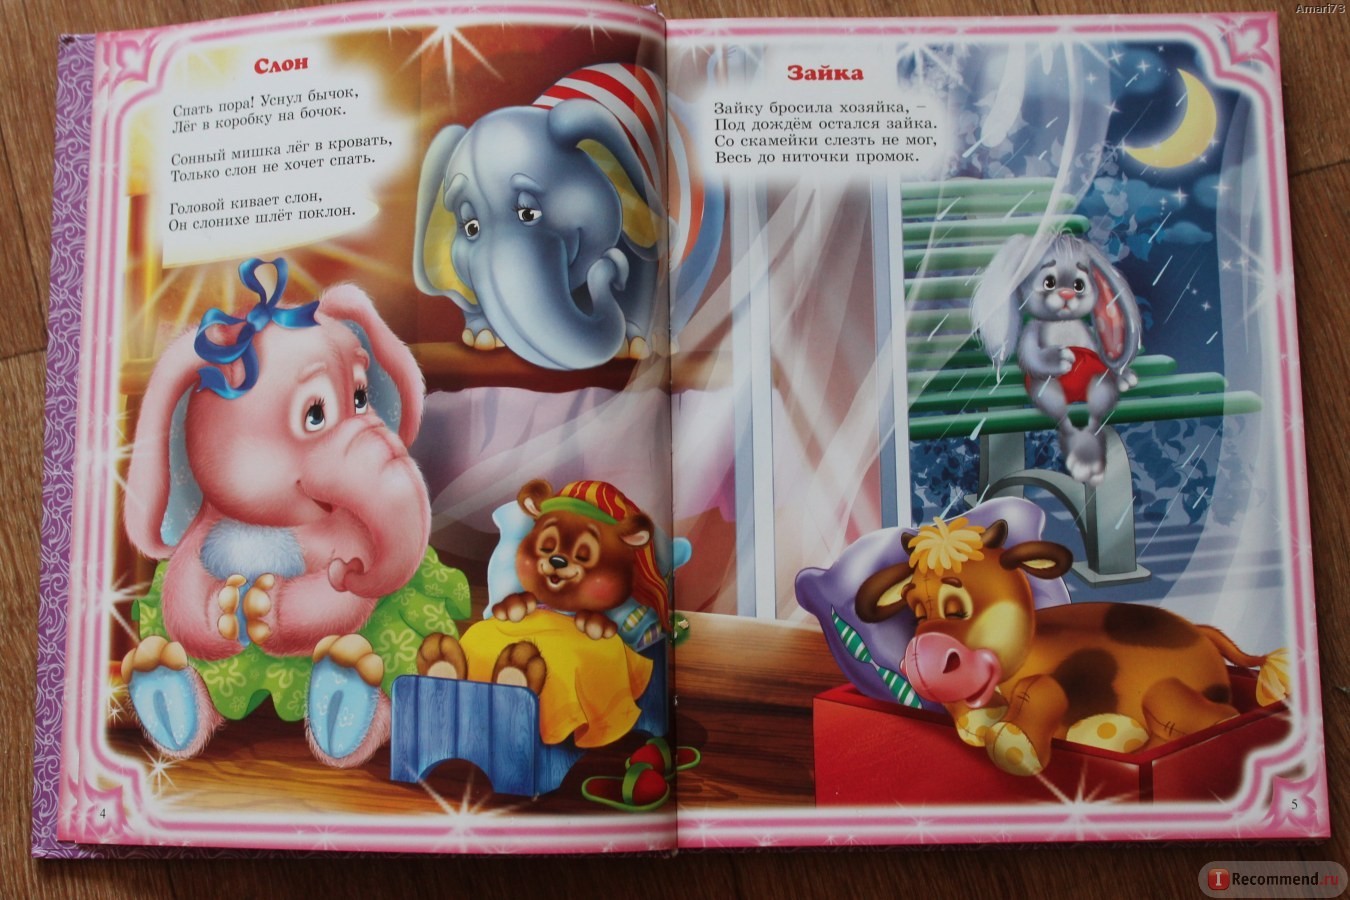 Amari73
Слон
Спать пора! Уснул бычок,
Лёг в коробку на бочок.
Сонный мишка лёг в кровать,
Только слон не хочет спать.
Головой кивает слон,
Он слонихе шлёт поклон.
4
Зайка
Зайку бросила хозяйка, –
Под дождём остался зайка.
Со скамейки слезть не мог,
Весь до ниточки промок.
5
I Recommend.ru